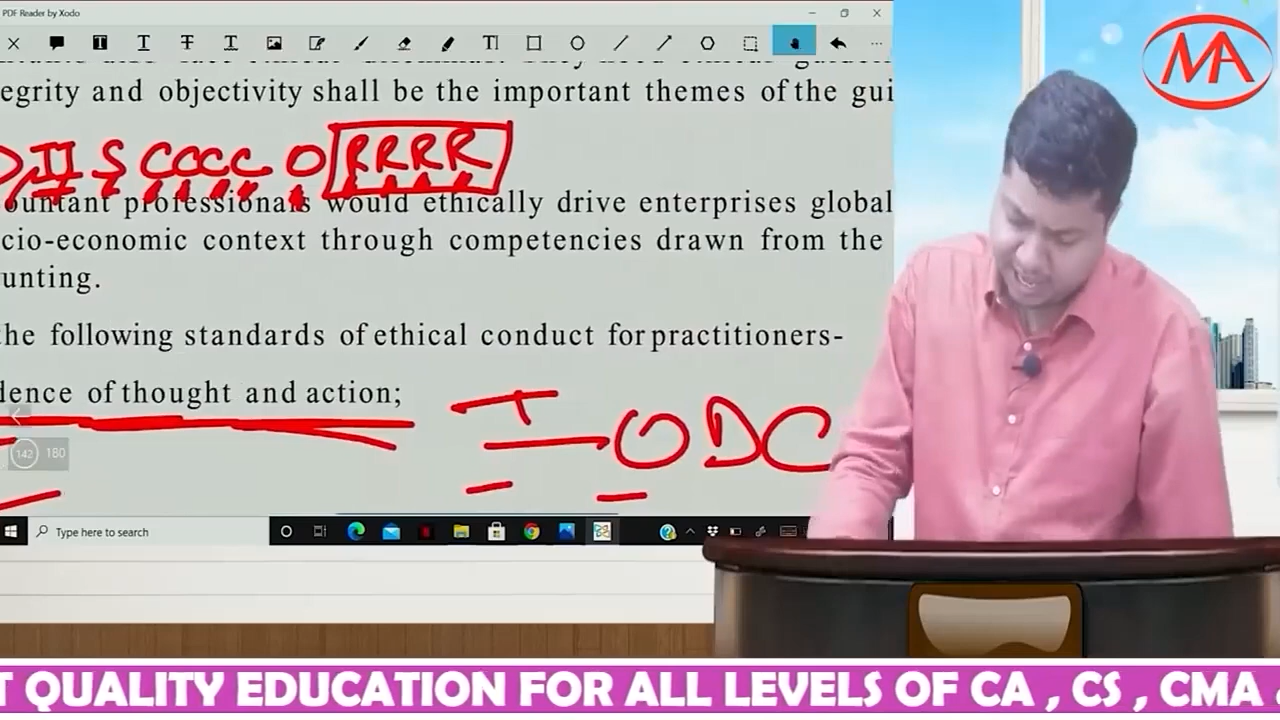 PDF Reader by Xodo
MA
egrity and objectivity shall be the important themes of the gui
D, II S COCC O RRRR
ountant professionals would ethically drive enterprises global
cio-economic context through competencies drawn from the
unting.
he following standards of ethical conduct for practitioners-
dence of thought and action;
I ODC
142 180
Type here to search
T QUALITY EDUCATION FOR ALL LEVELS OF CA , CS , CMA